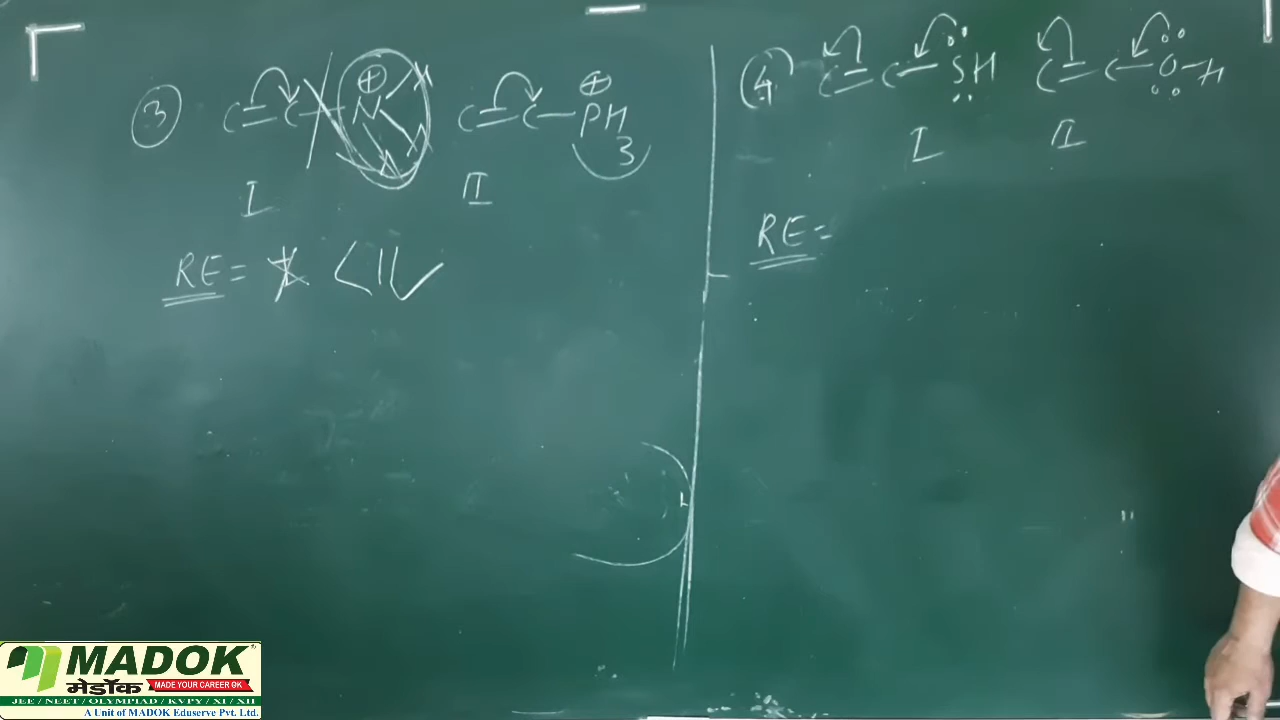 ③ C=C-N⊕ C=C-PH3⊕
I II
RE = I < II
④ C=C-SH C=C-O-H
I II
RE =
MADOK
मेडॉक MADE YOUR CAREER GK
JEE / NEET / OLYMPIAD / KVPY / XI / XII
A Unit of MADOK Eduserve Pvt. Ltd.